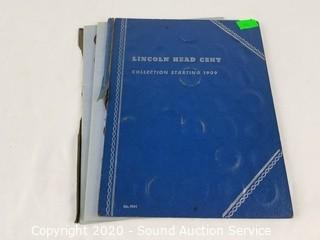 LINCOLN HEAD CENT
COLLECTION STARTING 1909
Copyright 2020 - Sound Auction Service